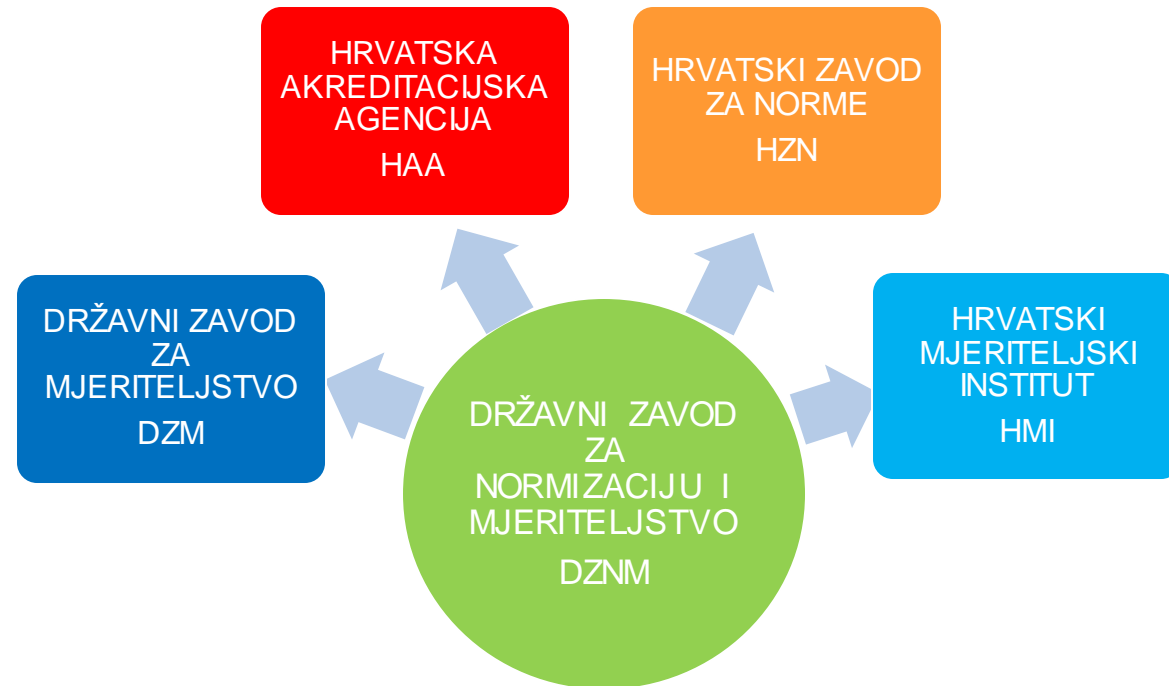 HRVATSKA
AKREDITACIJSKA
AGENCIJA
HAA
HRVATSKI ZAVOD
ZA NORME
HZN
DRŽAVNI ZAVOD
ZA
MJERITELJSTVO
DZM
HRVATSKI
MJERITELJSKI
INSTITUT
HMI
DRŽAVNI ZAVOD
ZA
NORMIZACIJU I
MJERITELJSTVO
DZNM